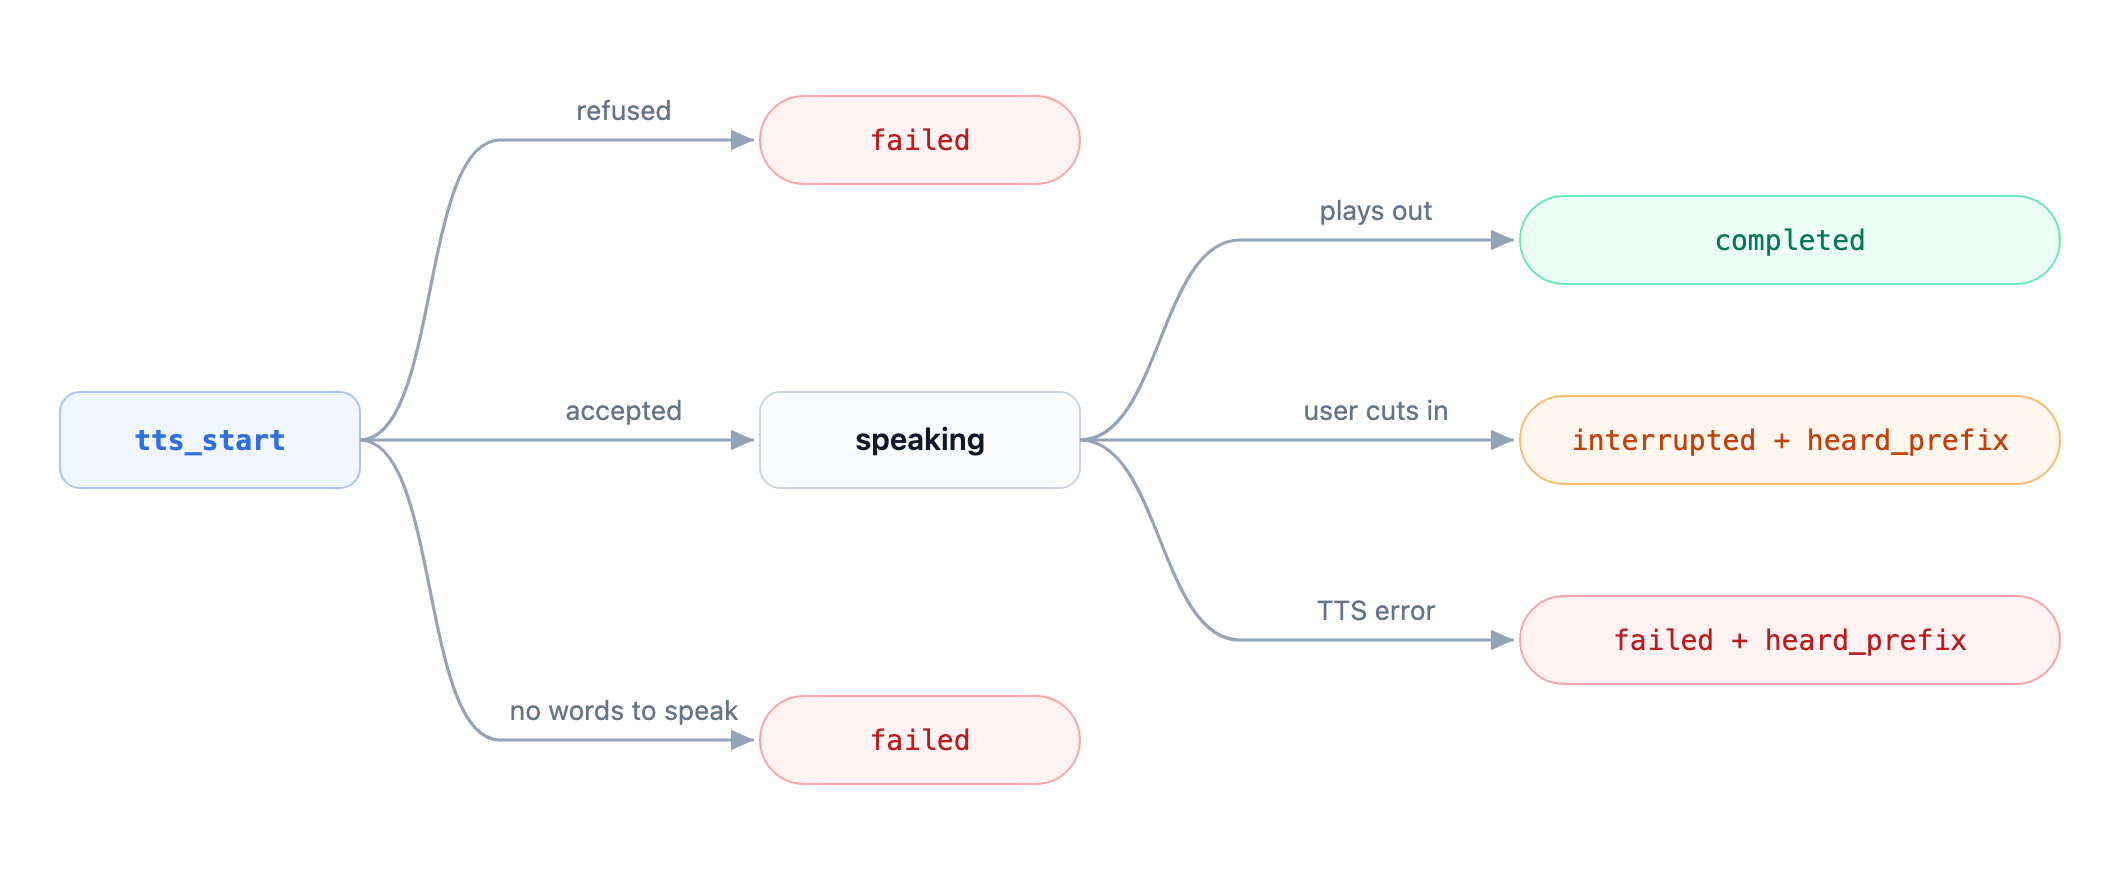 refused
failed
plays out
completed
tts_start
accepted
speaking
user cuts in
interrupted + heard_prefix
TTS error
failed + heard_prefix
no words to speak
failed